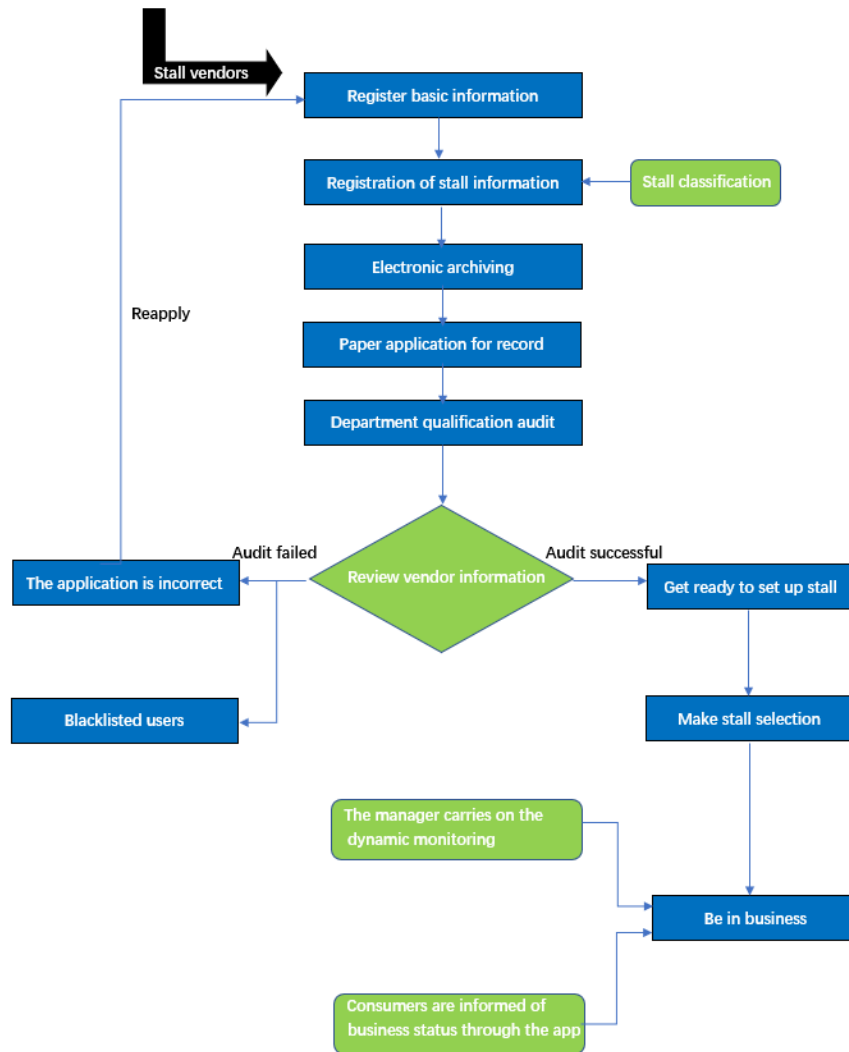 Stall vendors
Register basic information
Registration of stall information
Stall classification
Electronic archiving
Reapply
Paper application for record
Department qualification audit
Audit failed
Audit successful
The application is incorrect
Review vendor information
Get ready to set up stall
Blacklisted users
Make stall selection
The manager carries on the
dynamic monitoring
Be in business
Consumers are informed of
business status through the app